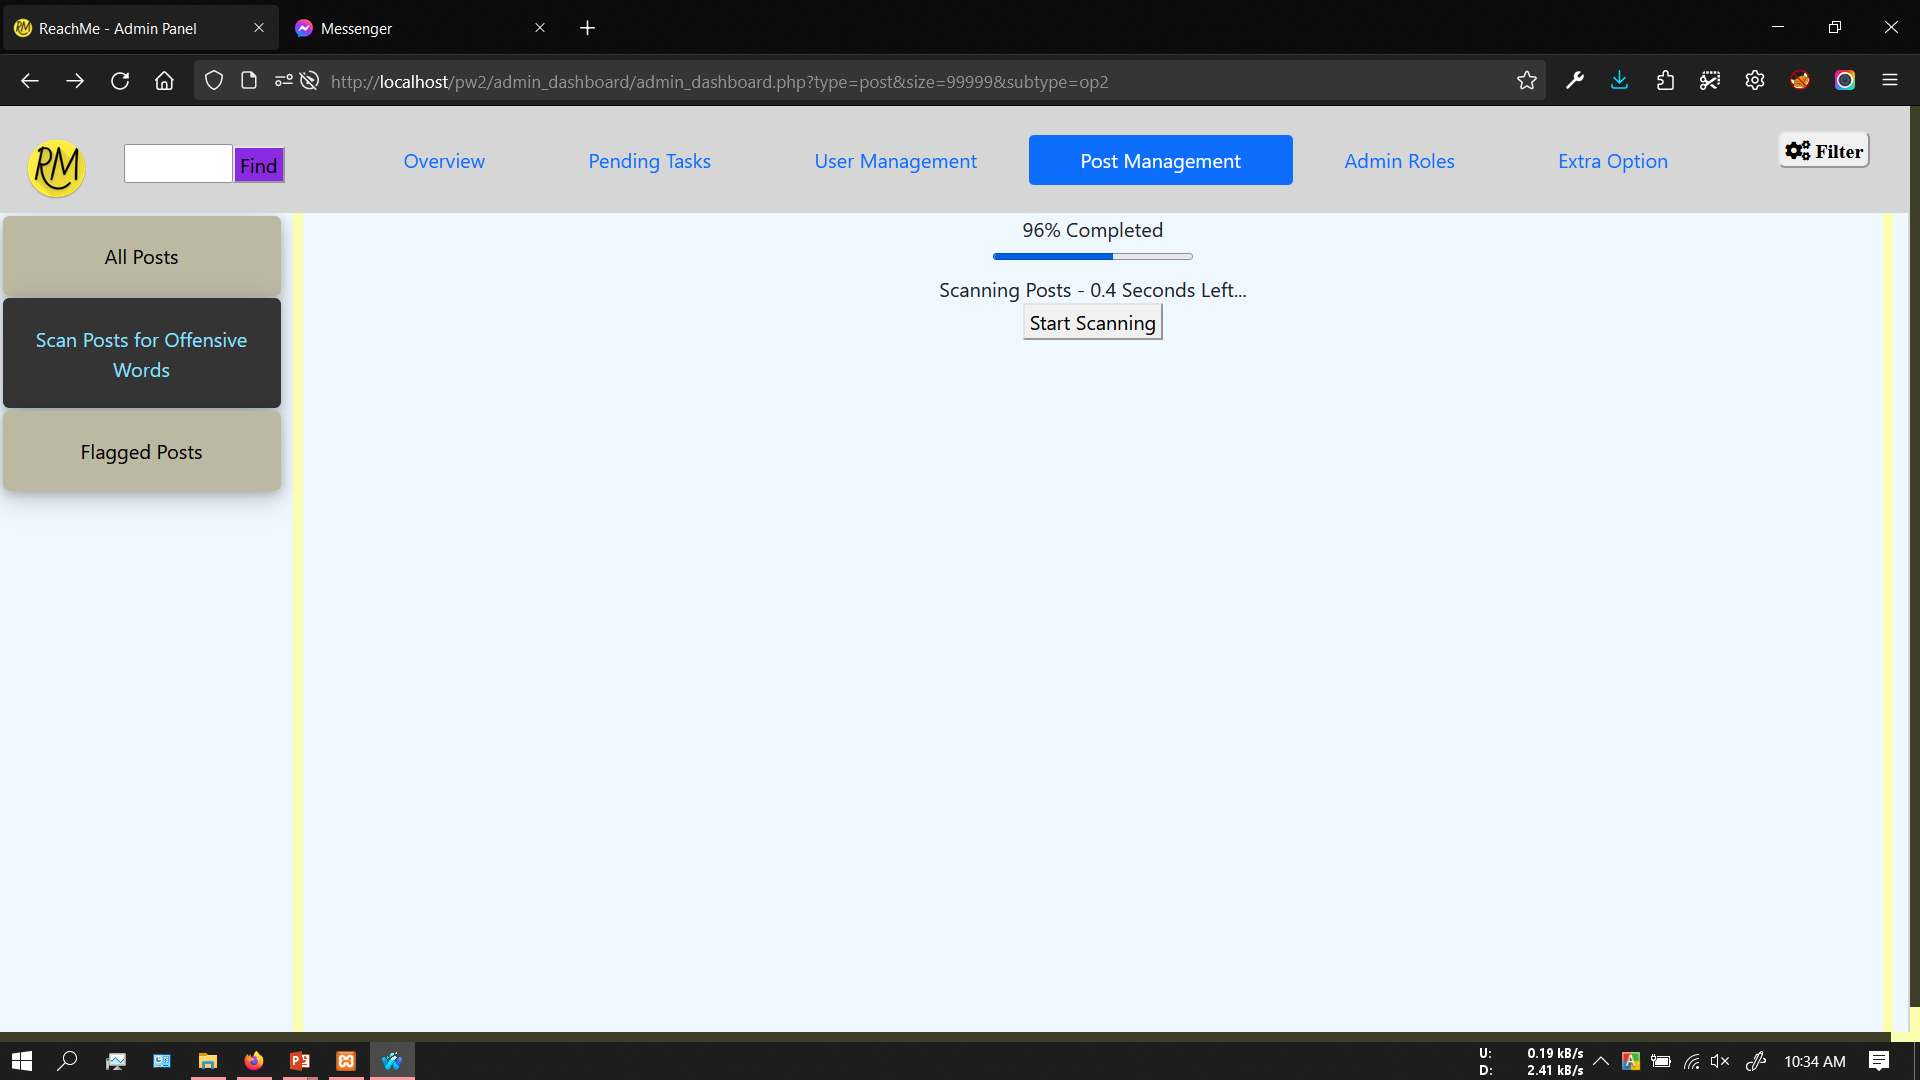 ReachMe - Admin Panel
Messenger
http://localhost/pw2/admin_dashboard/admin_dashboard.php?type=post&size=99999&subtype=op2
RM
Find
Overview
Pending Tasks
User Management
Post Management
Admin Roles
Extra Option
Filter
All Posts
Scan Posts for Offensive
Words
Flagged Posts
96% Completed
Scanning Posts - 0.4 Seconds Left...
Start Scanning
U: 0.19 kB/s
D: 2.41 kB/s
10:34 AM